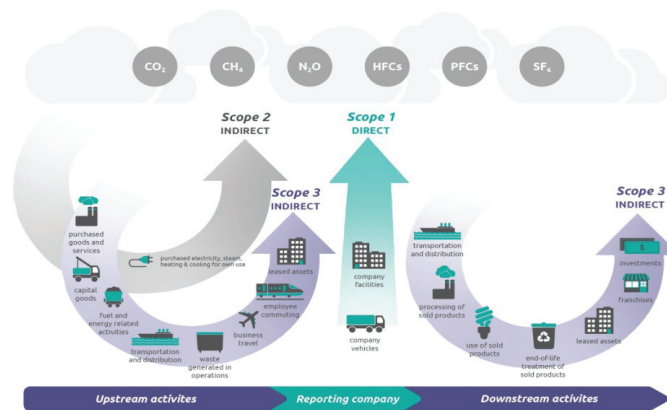 CO₂
CH₄
N₂O
HFCs
PFCs
SF₆
Scope 2
INDIRECT
Scope 1
DIRECT
Scope 3
INDIRECT
Scope 3
INDIRECT
purchased
goods and
services
capital
goods
fuel and
energy related
activities
transportation
and distribution
waste
generated in
operations
business
travel
employee
commuting
leased assets
purchased electricity, steam,
heating & cooling for own use
company
facilities
company
vehicles
transportation
and distribution
processing of
sold products
use of sold
products
end-of-life
treatment of
sold products
leased assets
franchises
investments
$
Upstream activites
Reporting company
Downstream activites